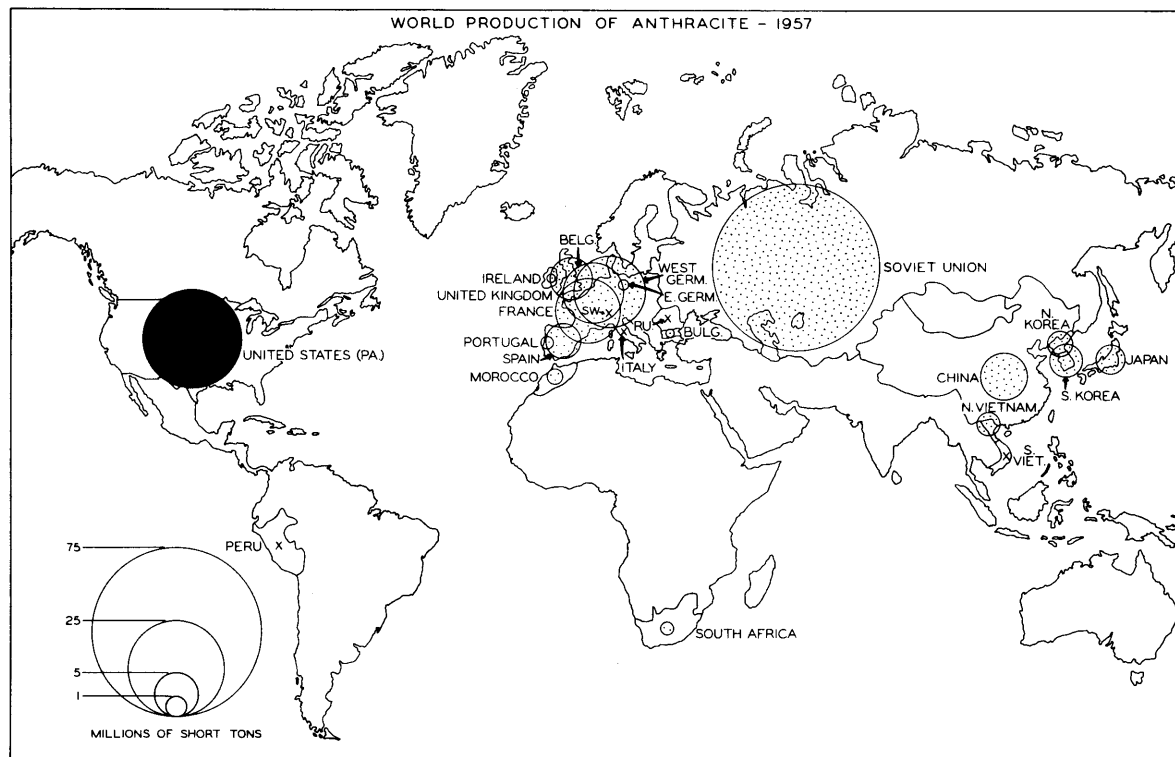 WORLD PRODUCTION OF ANTHRACITE – 1957
BELG.
IRELAND
WEST
GERM.
UNITED KINGDOM
E. GERM.
FRANCE
SW.
SOVIET UNION
RU.
BULG.
PORTUGAL
SPAIN
ITALY
MOROCCO
UNITED STATES (PA.)
N.
KOREA
JAPAN
CHINA
S. KOREA
N. VIETNAM
S.
VIET.
PERU
SOUTH AFRICA
75
25
5
1
MILLIONS OF SHORT TONS